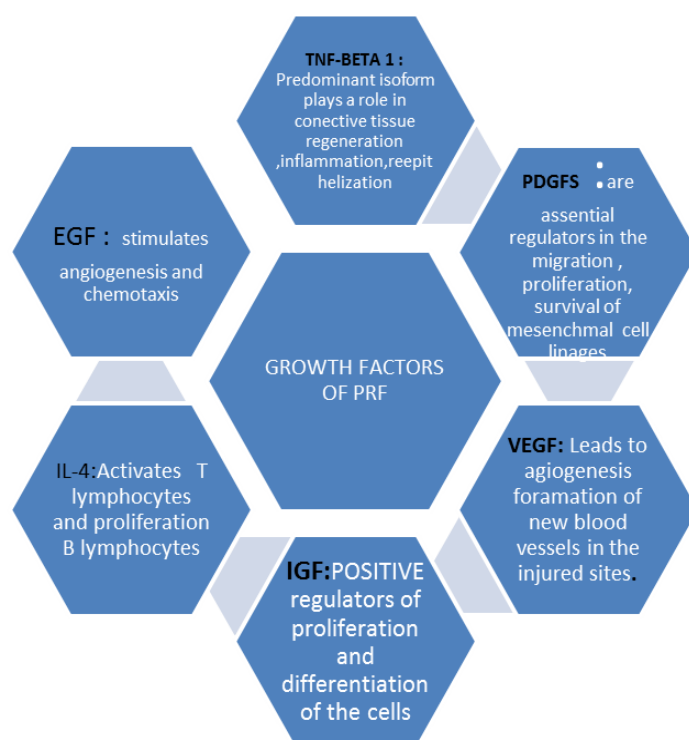 TNF-BETA 1 :
Predominant isoform
plays a role in
conective tissue
regeneration
,inflammation,reepit
helization
PDGFS : are
assential
regulators in the
migration ,
proliferation,
survival of
mesenchmal cell
linages
EGF : stimulates
angiogenesis and
chemotaxis
GROWTH FACTORS
OF PRF
VEGF: Leads to
agiogenesis
foramation of
new blood
vessels in the
injured sites.
IL-4:Activates T
lymphocytes
and proliferation
B lymphocytes
IGF:POSITIVE
regulators of
proliferation
and
differentiation
of the cells